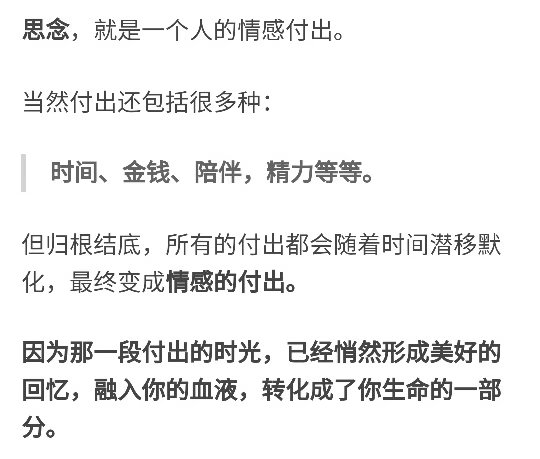 思念，就是一个人的情感付出。
当然付出还包括很多种：
时间、金钱、陪伴，精力等等。
但归根结底，所有的付出都会随着时间潜移默
化，最终变成情感的付出。
因为那一段付出的时光，已经悄然形成美好的
回忆，融入你的血液，转化成了你生命的一部
分。